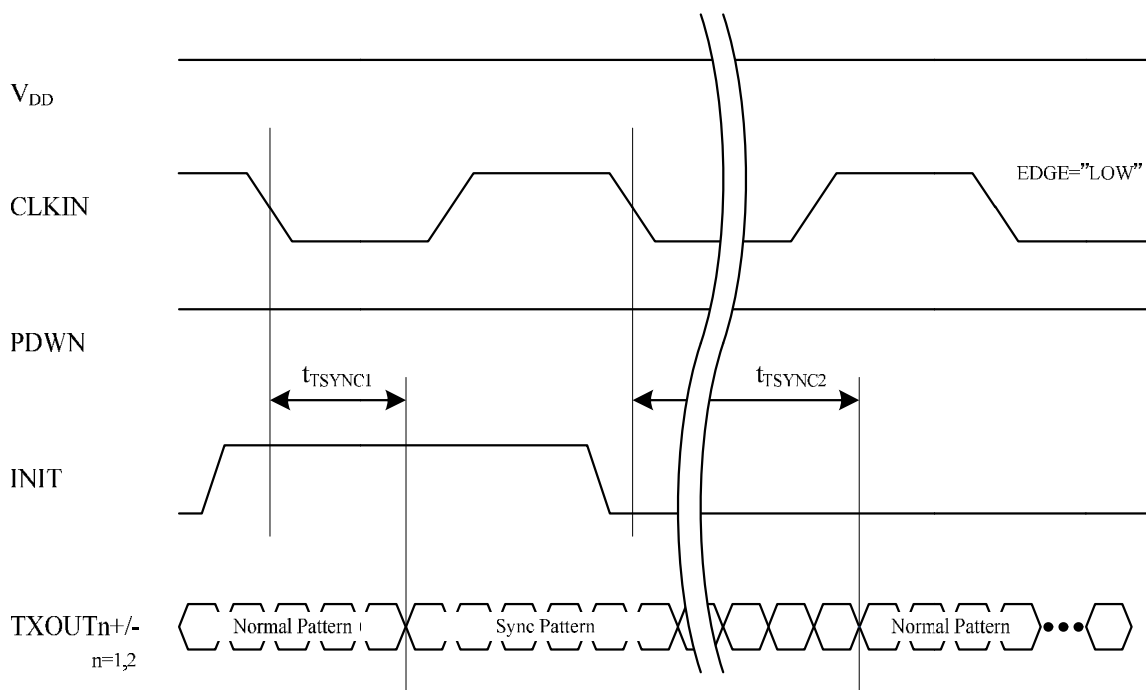 VDD
CLKIN
EDGE="LOW"
PDWN
tTSYNC1
tTSYNC2
INIT
TXOUTn+/-
n=1,2
Normal Pattern
Sync Pattern
Normal Pattern